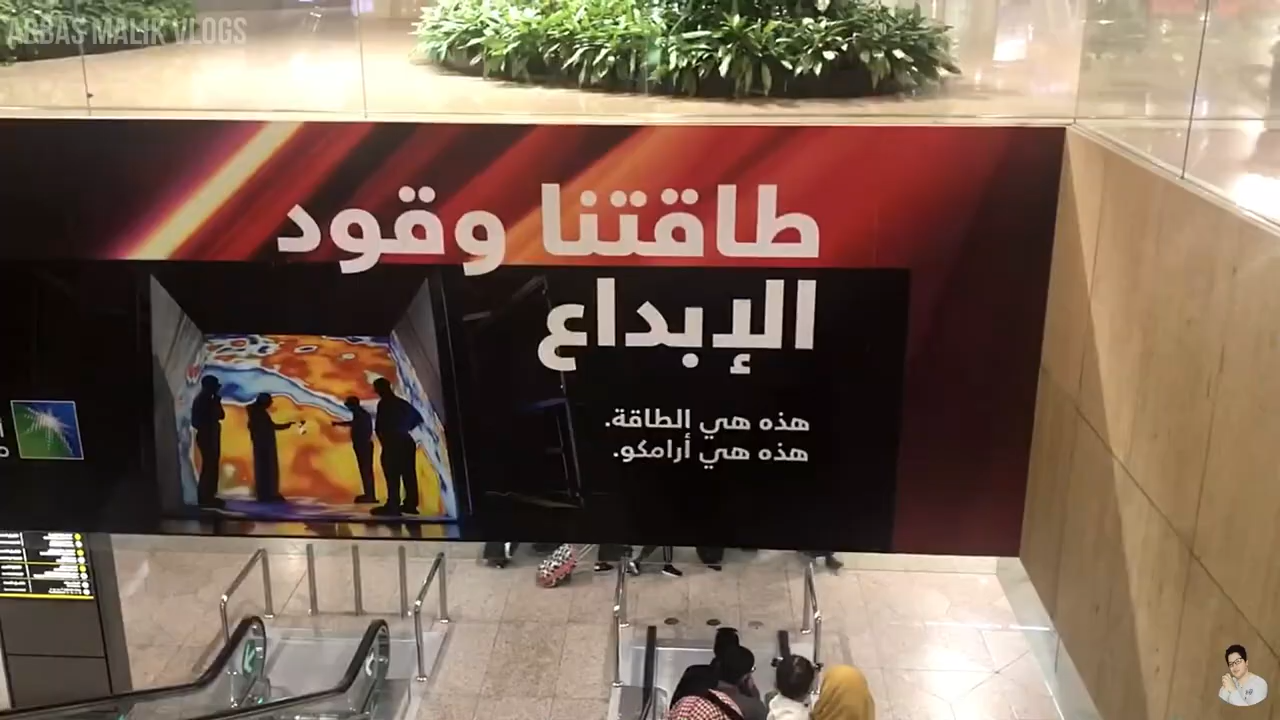 ABBAS MALIK VLOGS
طاقتنا وقود
الإبداع
هذه هي الطاقة.
هذه هي أرامكو.